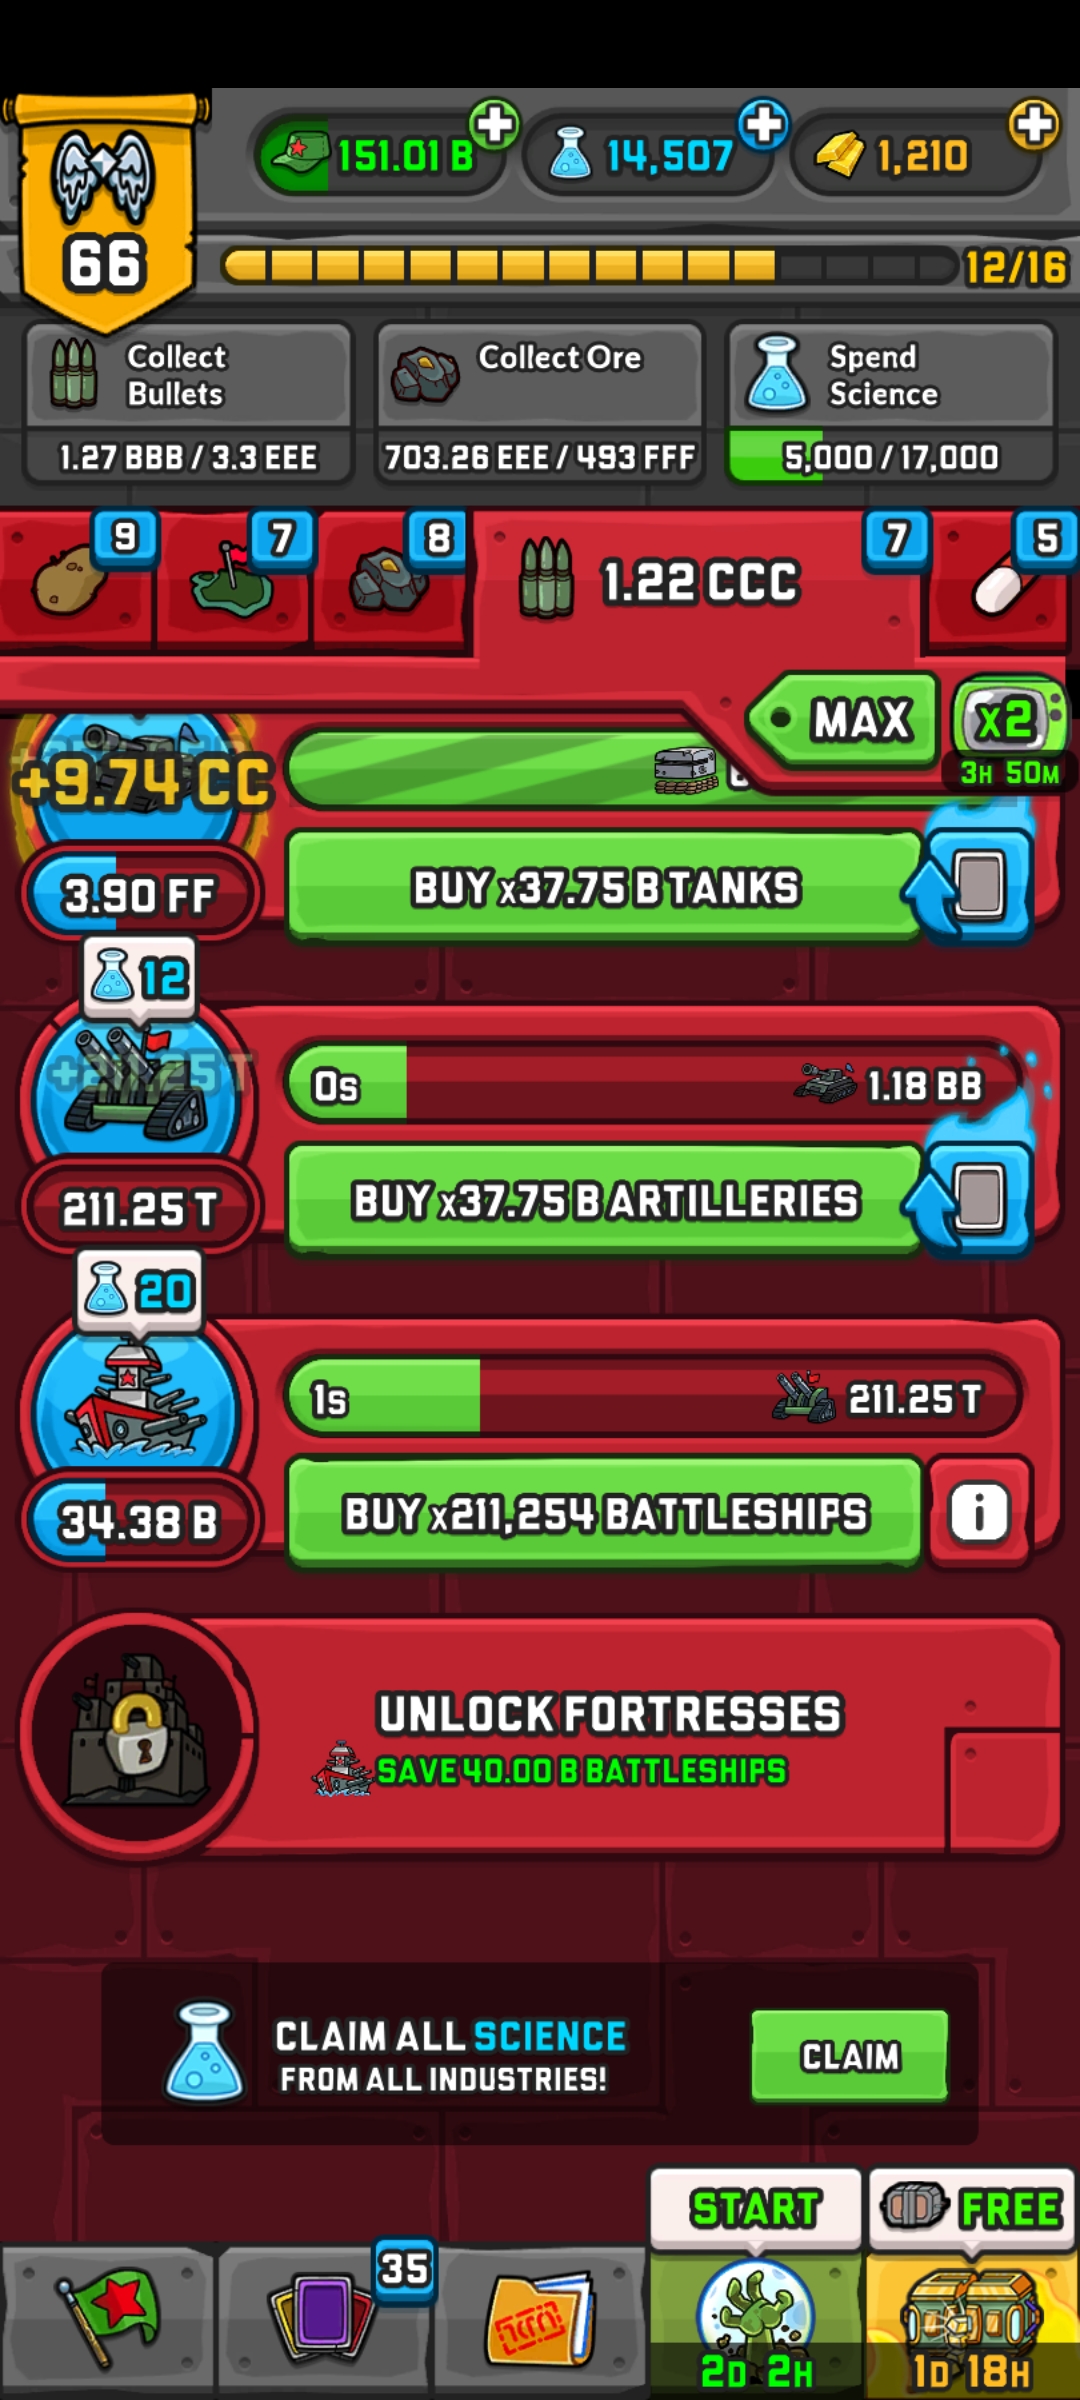 151.01 B
14,507
1,210
66
12/16
Collect
Bullets
1.27 BBB / 3.3 EEE
Collect Ore
703.26 EEE / 493 FFF
Spend
Science
5,000 / 17,000
9
7
8
1.22 CCC
7
5
MAX
x2
3H 50M
+9.74 CC
3.90 FF
BUY x37.75 B TANKS
12
+211.25 T
0s
1.18 BB
211.25 T
BUY x37.75 B ARTILLERIES
20
1s
211.25 T
34.38 B
BUY x211,254 BATTLESHIPS
i
UNLOCK FORTRESSES
SAVE 40.00 B BATTLESHIPS
CLAIM ALL SCIENCE
FROM ALL INDUSTRIES!
CLAIM
START
FREE
35
2D 2H
1D 18H